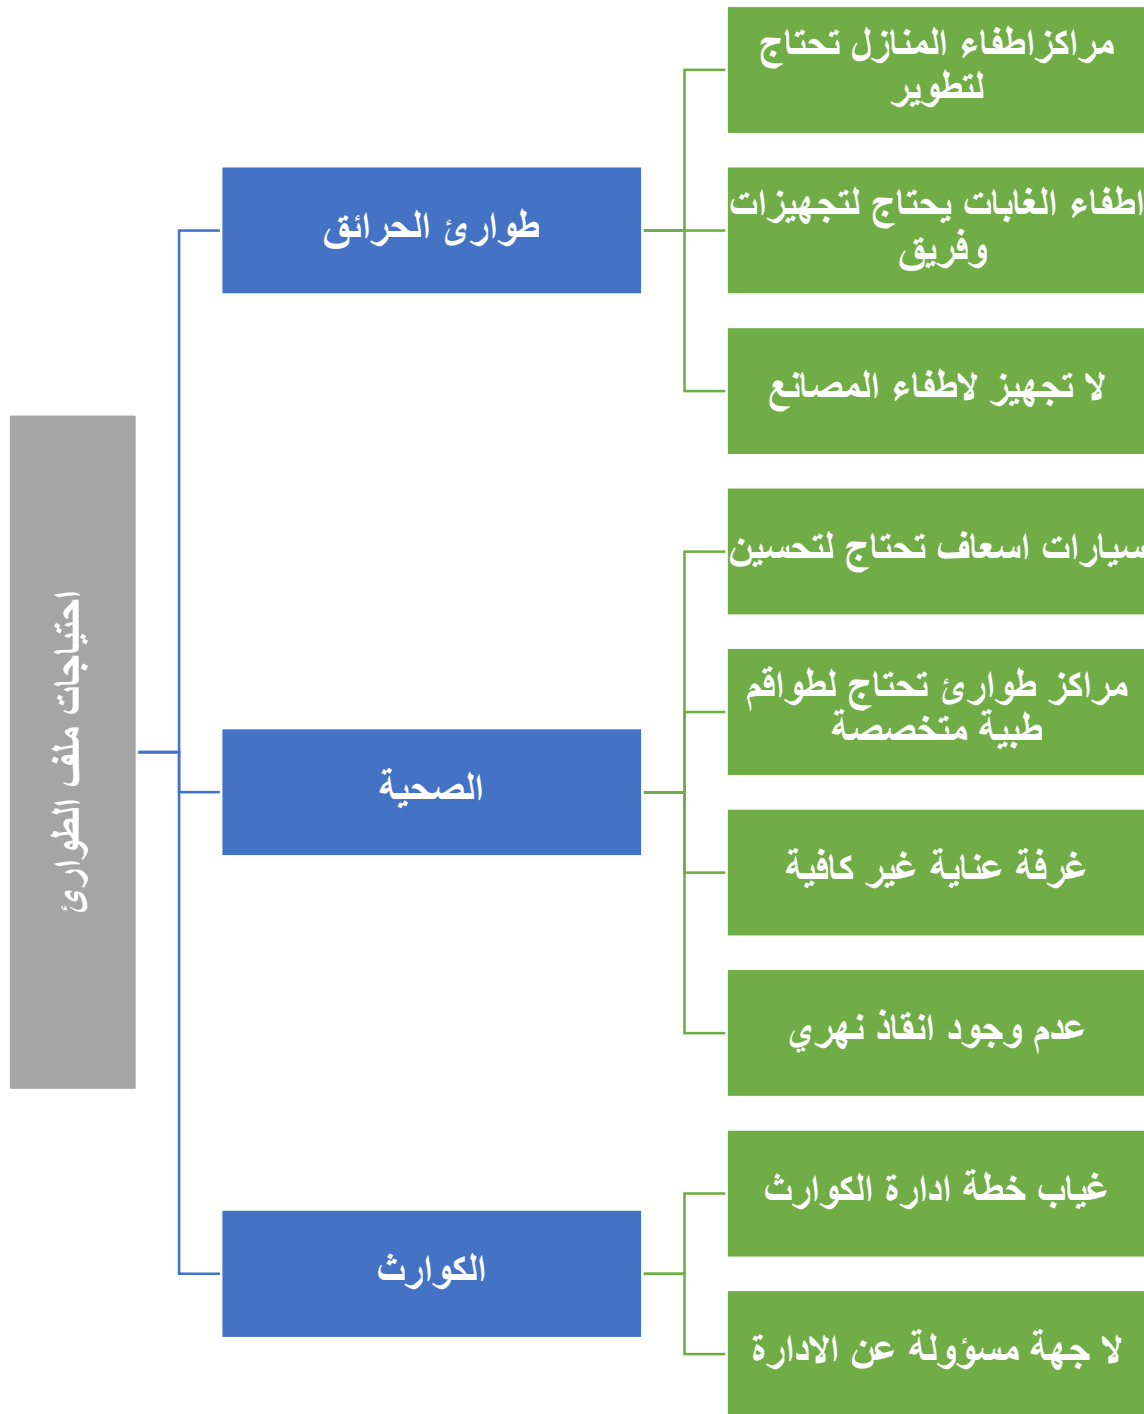 احتياجات ملف الطوارئ
طوارئ الحرائق
مراكزاطفاء المنازل تحتاج
لتطوير
اطفاء الغابات يحتاج لتجهيزات
وفريق
لا تجهيز لاطفاء المصانع
الصحية
سيارات اسعاف تحتاج لتحسين
مراكز طوارئ تحتاج لطواقم
طبية متخصصة
غرفة عناية غير كافية
عدم وجود انقاذ نهري
الكوارث
غياب خطة ادارة الكوارث
لا جهة مسؤولة عن الادارة